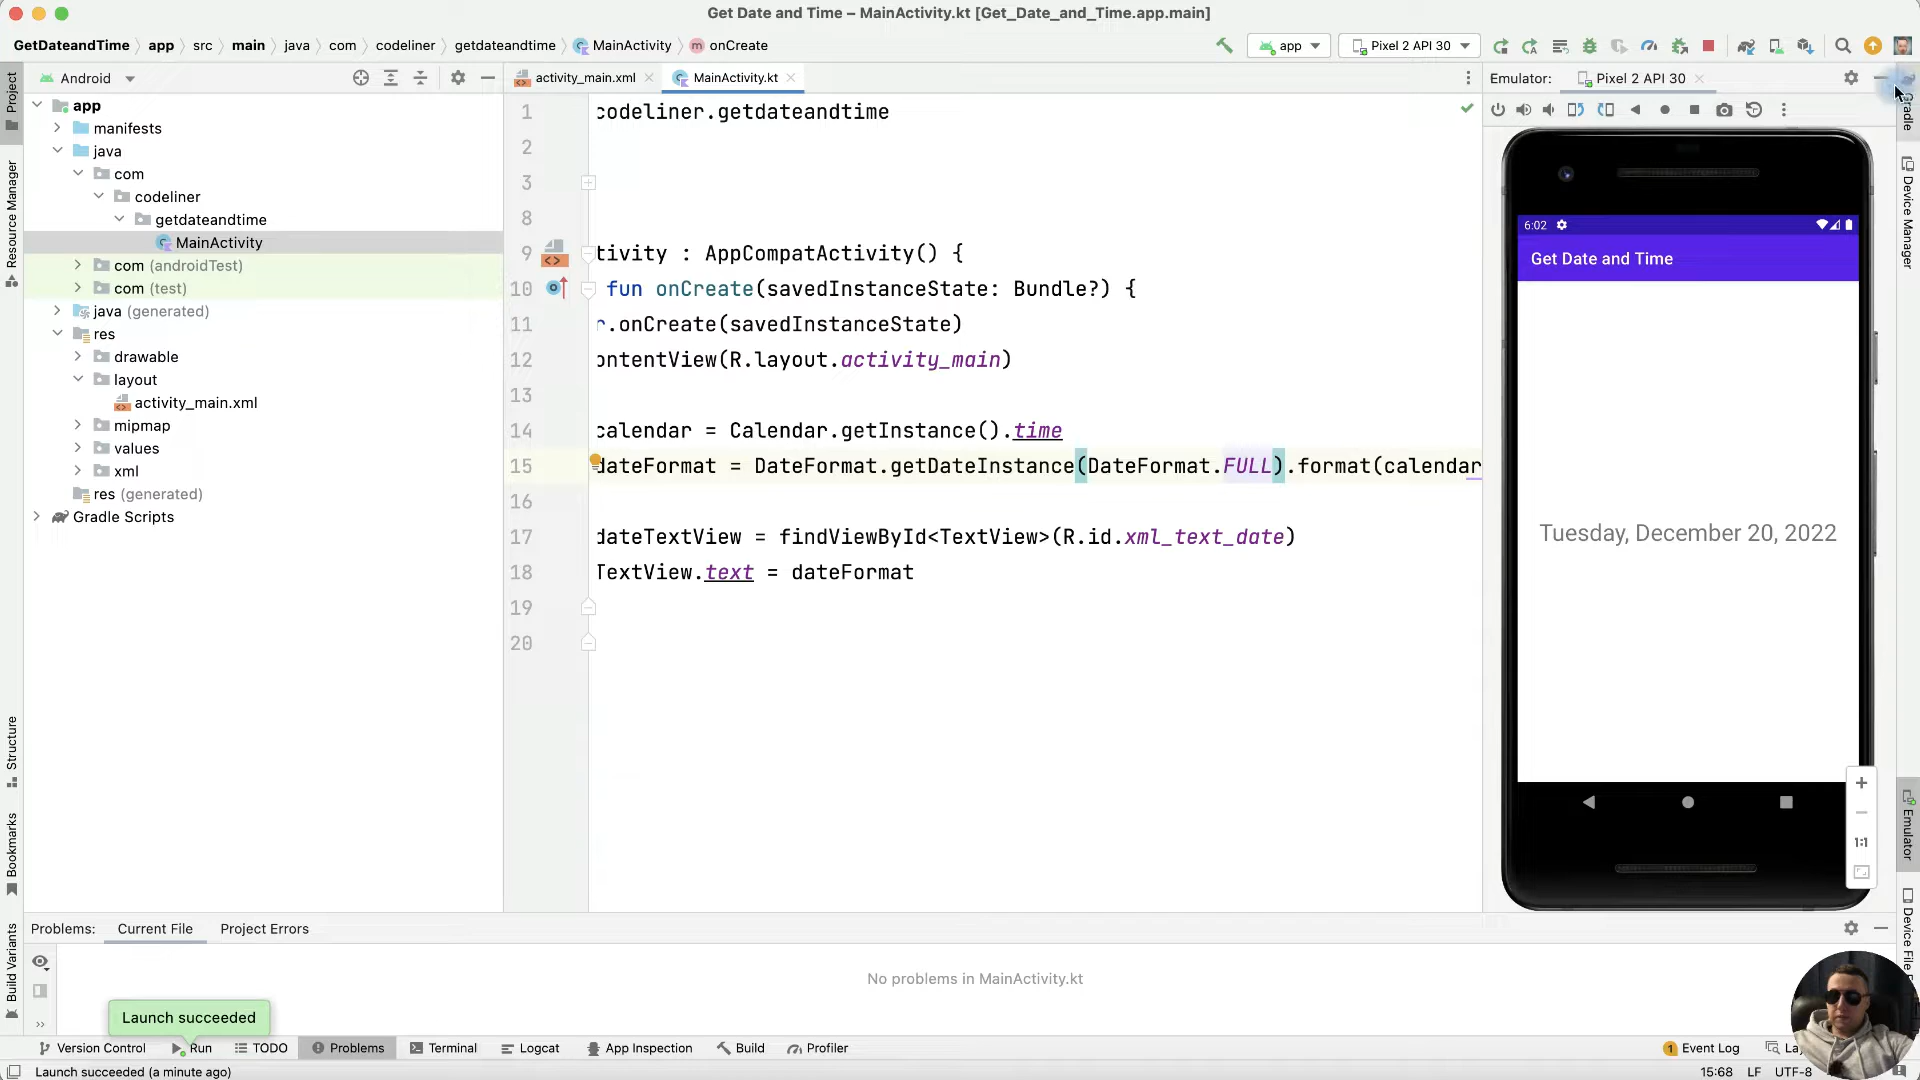 Get Date and Time – MainActivity.kt [Get_Date_and_Time.app.main]
GetDateandTime app src main java com codeliner getdateandtime MainActivity onCreate
app Pixel 2 API 30
Android
activity_main.xml MainActivity.kt
Emulator: Pixel 2 API 30
Project
Resource Manager
Structure
Bookmarks
Build Variants
app
manifests
java
com
codeliner
getdateandtime
MainActivity
com (androidTest)
com (test)
java (generated)
res
drawable
layout
activity_main.xml
mipmap
values
xml
res (generated)
Gradle Scripts
1 codeliner.getdateandtime
2
3
8
9 tivity : AppCompatActivity() {
10 fun onCreate(savedInstanceState: Bundle?) {
11 r.onCreate(savedInstanceState)
12 ontentView(R.layout.activity_main)
13
14 calendar = Calendar.getInstance().time
15 dateFormat = DateFormat.getDateInstance(DateFormat.FULL).format(calendar
16
17 dateTextView = findViewById<TextView>(R.id.xml_text_date)
18 TextView.text = dateFormat
19
20
6:02
Get Date and Time
Tuesday, December 20, 2022
1:1
Gradle
Device Manager
Emulator
Device File
Problems: Current File Project Errors
No problems in MainActivity.kt
Launch succeeded
Version Control Run TODO Problems Terminal Logcat App Inspection Build Profiler
1 Event Log
Launch succeeded (a minute ago)
15:68 LF UTF-8